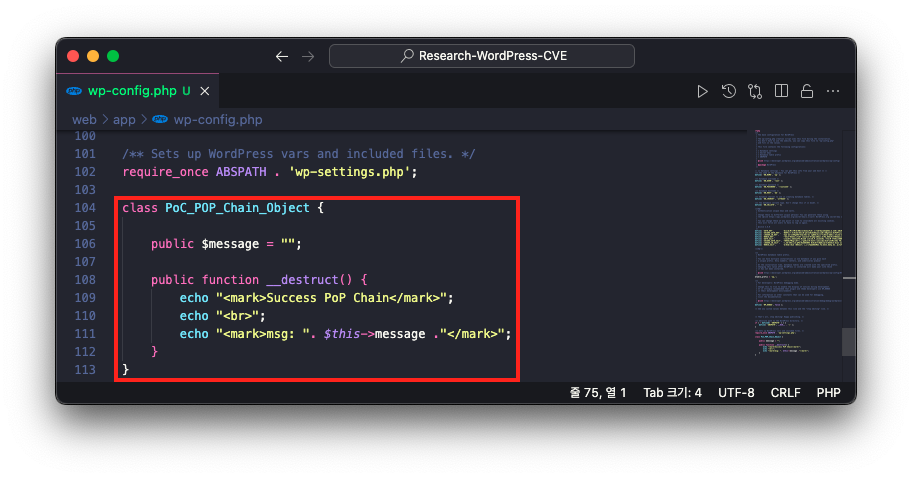 Research-WordPress-CVE
php wp-config.php U
web > app > php wp-config.php
100
101 /** Sets up WordPress vars and included files. */
102 require_once ABSPATH . 'wp-settings.php';
103
104 class PoC_POP_Chain_Object {
105
106 public $message = "";
107
108 public function __destruct() {
109 echo "<mark>Success PoP Chain</mark>";
110 echo "<br>";
111 echo "<mark>msg: ". $this->message ."</mark>";
112 }
113 }
줄 75, 열 1 Tab 크기: 4 UTF-8 CRLF PHP